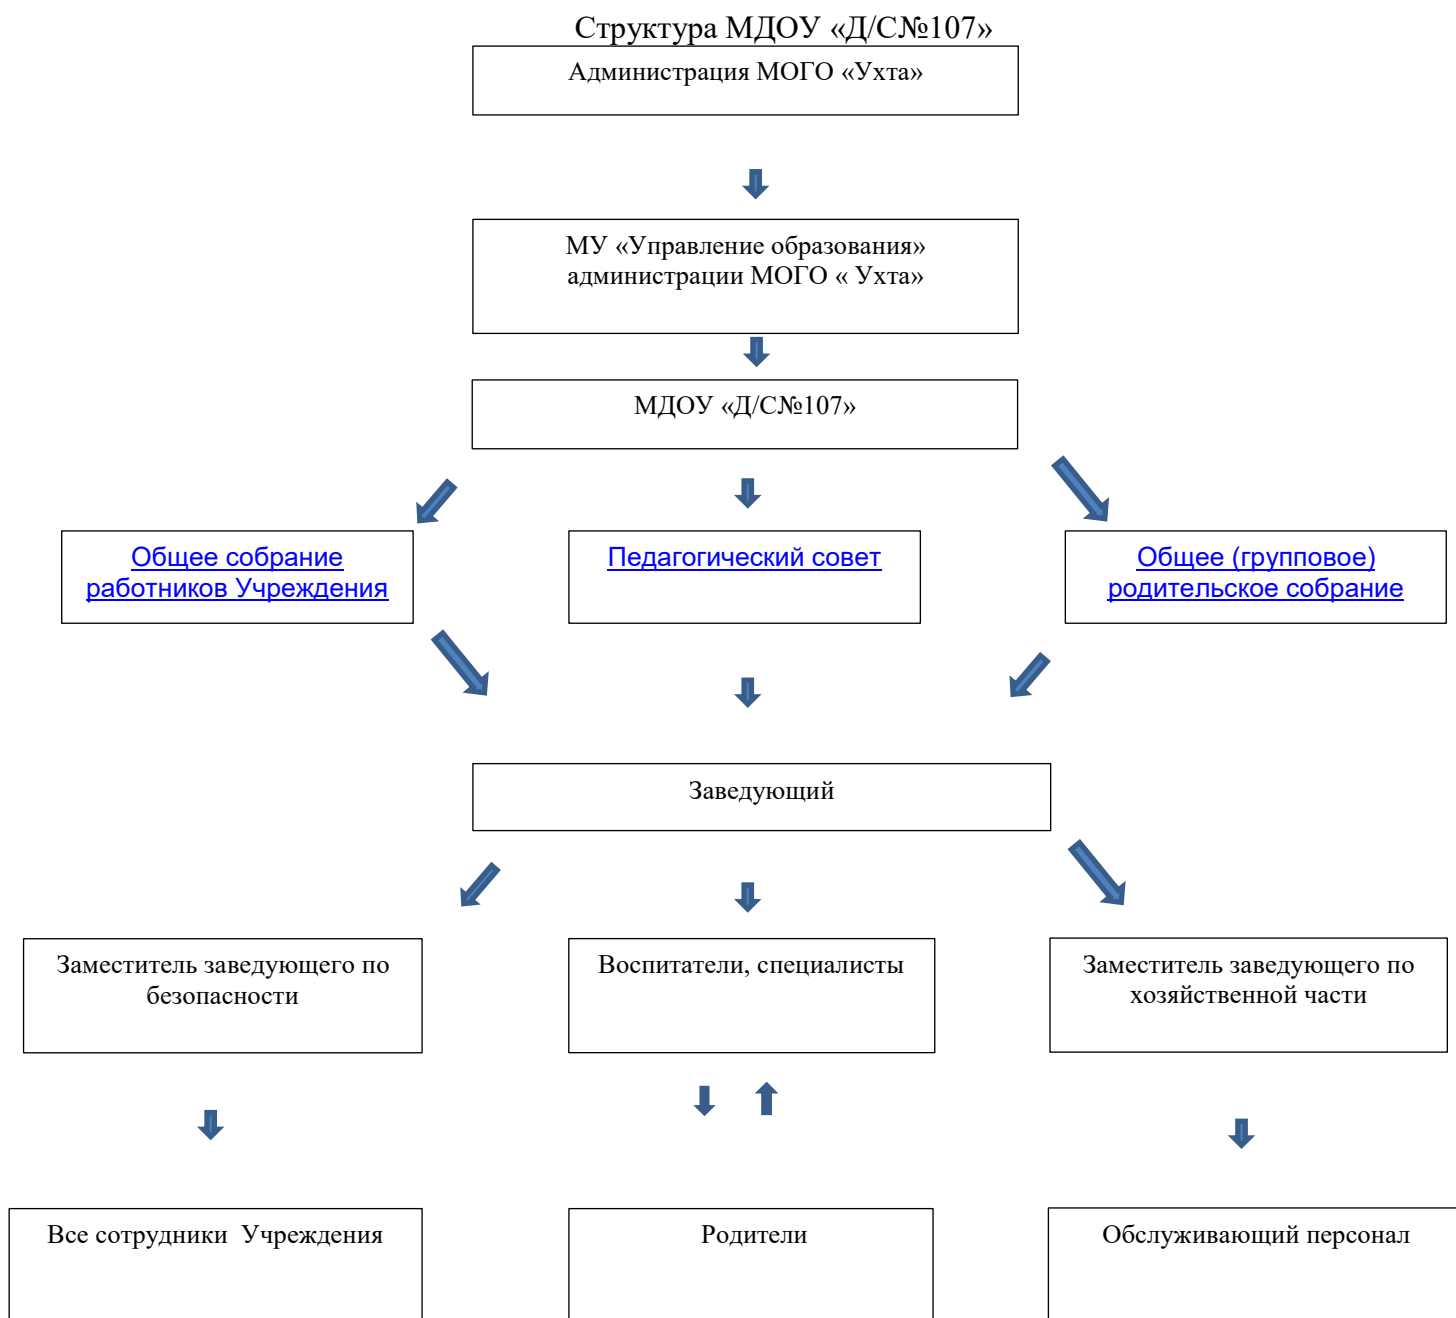 Структура МДОУ «Д/С№107»
Администрация МОГО «Ухта»
МУ «Управление образования»
администрации МОГО « Ухта»
МДОУ «Д/С№107»
Общее собрание
работников Учреждения
Педагогический совет
Общее (групповое)
родительское собрание
Заведующий
Заместитель заведующего по
безопасности
Воспитатели, специалисты
Заместитель заведующего по
хозяйственной части
Все сотрудники  Учреждения
Родители
Обслуживающий персонал